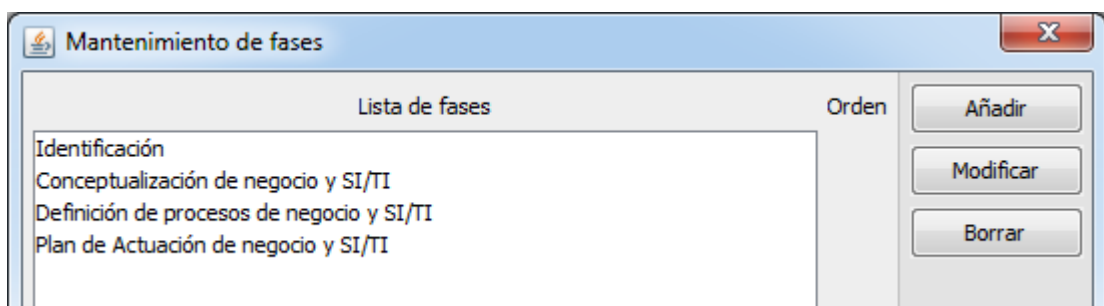 Mantenimiento de fases
Lista de fases
Orden
Añadir
Identificación
Conceptualización de negocio y SI/TI
Modificar
Definición de procesos de negocio y SI/TI
Borrar
Plan de Actuación de negocio y SI/TI